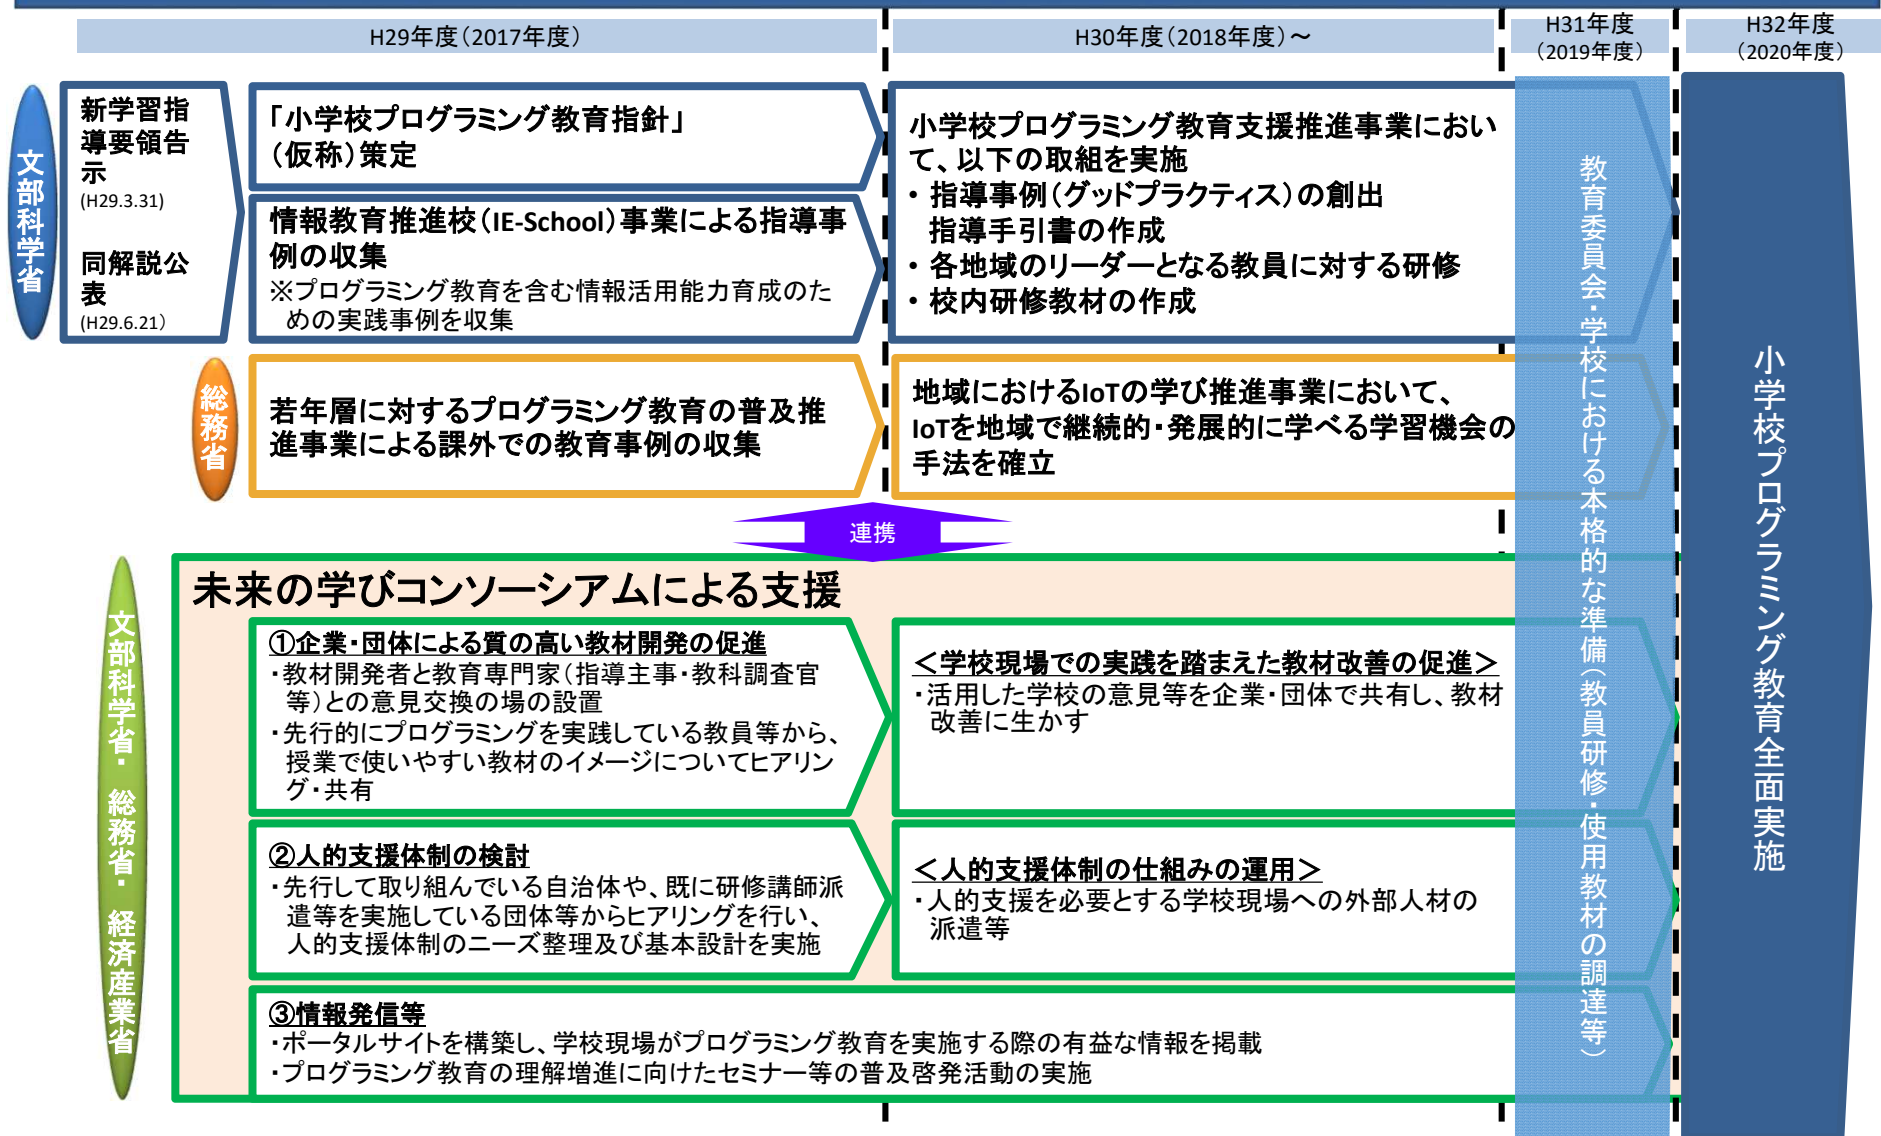 H29年度(2017年度)
H30年度(2018年度)～
H31年度
(2019年度)
H32年度
(2020年度)
文部科学省
新学習指
導要領告
示
(H29.3.31)
同解説公
表
(H29.6.21)
「小学校プログラミング教育指針」
(仮称)策定
情報教育推進校(IE-School)事業による指導事
例の収集
※プログラミング教育を含む情報活用能力育成のた
めの実践事例を収集
小学校プログラミング教育支援推進事業におい
て、以下の取組を実施
・指導事例(グッドプラクティス)の創出
指導手引書の作成
・各地域のリーダーとなる教員に対する研修
・校内研修教材の作成
総務省
若年層に対するプログラミング教育の普及推
進事業による課外での教育事例の収集
地域におけるIoTの学び推進事業において、
IoTを地域で継続的・発展的に学べる学習機会の
手法を確立
連携
文部科学省・総務省・経済産業省
未来の学びコンソーシアムによる支援
①企業・団体による質の高い教材開発の促進
・教材開発者と教育専門家(指導主事・教科調査官
等)との意見交換の場の設置
・先行的にプログラミングを実践している教員等から、
授業で使いやすい教材のイメージについてヒアリン
グ・共有
＜学校現場での実践を踏まえた教材改善の促進＞
・活用した学校の意見等を企業・団体で共有し、教材
改善に生かす
②人的支援体制の検討
・先行して取り組んでいる自治体や、既に研修講師派
遣等を実施している団体等からヒアリングを行い、
人的支援体制のニーズ整理及び基本設計を実施
＜人的支援体制の仕組みの運用＞
・人的支援を必要とする学校現場への外部人材の
派遣等
③情報発信等
・ポータルサイトを構築し、学校現場がプログラミング教育を実施する際の有益な情報を掲載
・プログラミング教育の理解増進に向けたセミナー等の普及啓発活動の実施
教育委員会・学校における本格的な準備(教員研修・使用教材の調達等)
小学校プログラミング教育全面実施